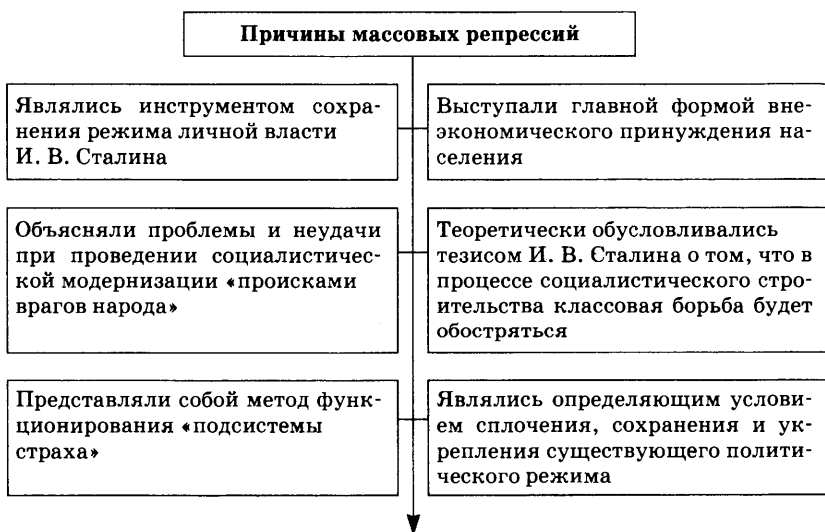 Причины массовых репрессий
Являлись инструментом сохра-
нения режима личной власти
И. В. Сталина
Выступали главной формой вне-
экономического принуждения на-
селения
Объясняли проблемы и неудачи
при проведении социалистичес-
кой модернизации «происками
врагов народа»
Теоретически обусловливались
тезисом И. В. Сталина о том, что в
процессе социалистического стро-
ительства классовая борьба будет
обостряться
Представляли собой метод функ-
ционирования «подсистемы
страха»
Являлись определяющим услови-
ем сплочения, сохранения и ук-
репления существующего полити-
ческого режима